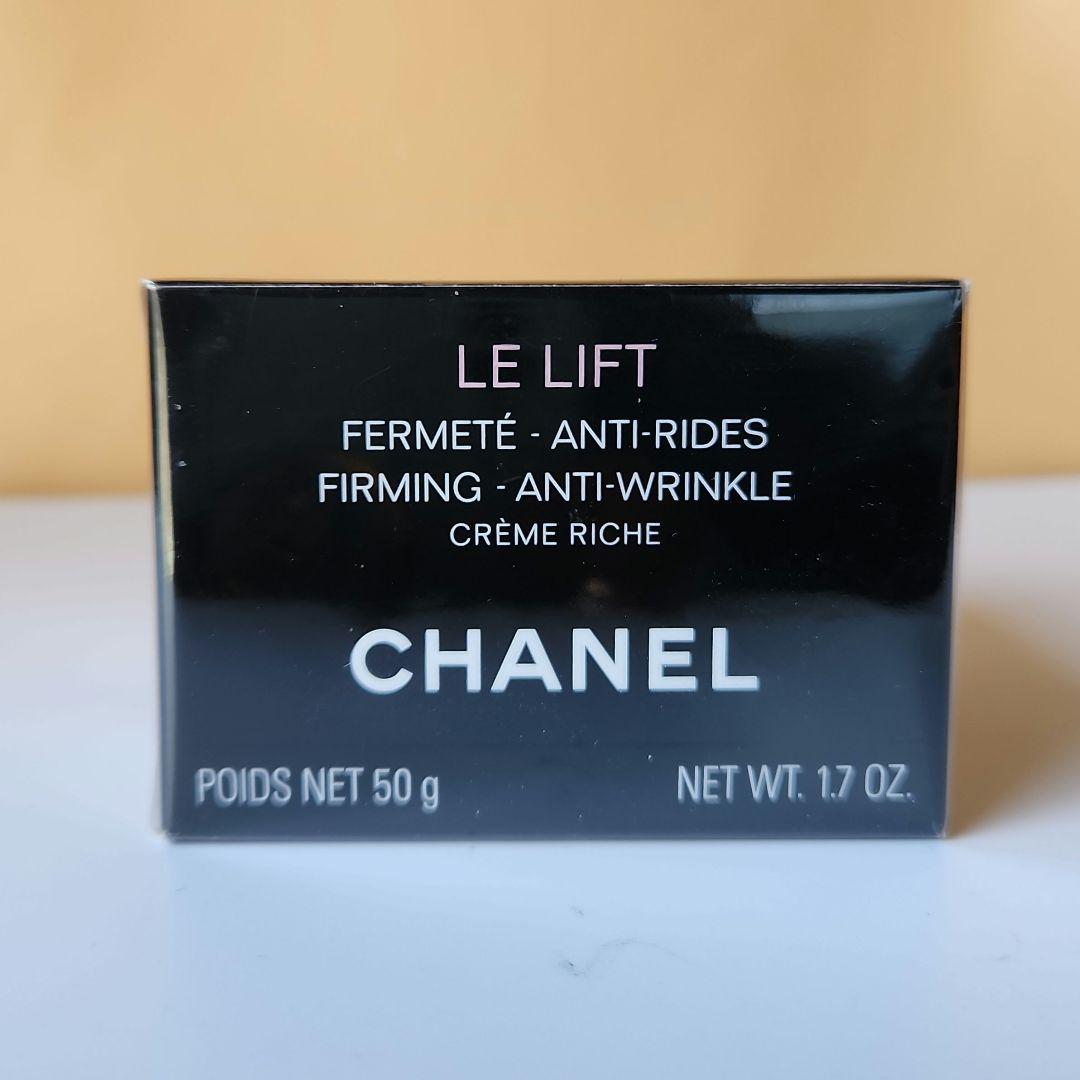 LE LIFT
FERMETÉ - ANTI-RIDES
FIRMING - ANTI-WRINKLE
CRÈME RICHE
CHANEL
POIDS NET 50 g NET WT. 1.7 OZ.